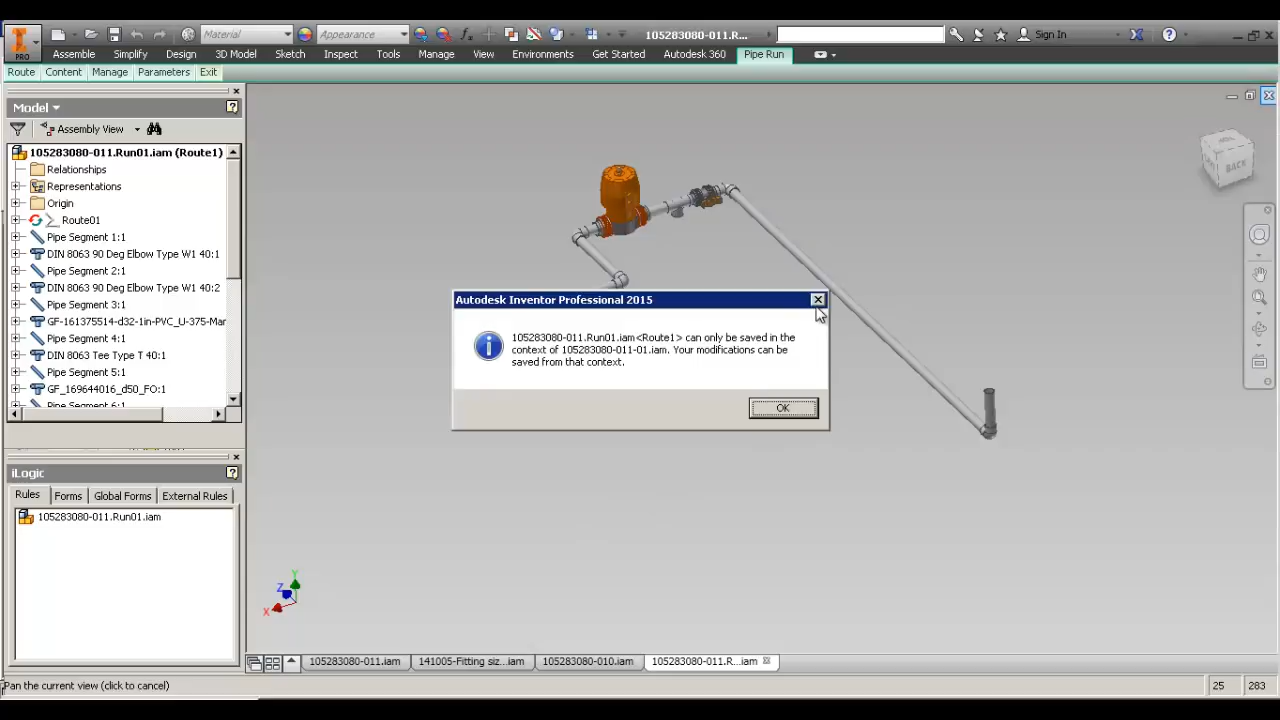 Material
Appearance
105283080-011.R...
Sign In
PRO
Assemble Simplify Design 3D Model Sketch Inspect Tools Manage View Environments Get Started Autodesk 360 Pipe Run
Route Content Manage Parameters Exit
Model
Assembly View
105283080-011.Run01.iam (Route1)
Relationships
Representations
Origin
Route01
Pipe Segment 1:1
DIN 8063 90 Deg Elbow Type W1 40:1
Pipe Segment 2:1
DIN 8063 90 Deg Elbow Type W1 40:2
Pipe Segment 3:1
GF-161375514-d32-1in-PVC_U-375-Mar
Pipe Segment 4:1
DIN 8063 Tee Type T 40:1
Pipe Segment 5:1
GF_169644016_d50_FO:1
Pipe Segment 6:1
iLogic
Rules Forms Global Forms External Rules
105283080-011.Run01.iam
BACK
Autodesk Inventor Professional 2015
105283080-011.Run01.iam<Route1> can only be saved in the
context of 105283080-011-01.iam. Your modifications can be
saved from that context.
OK
Y
Z
X
105283080-011.iam 141005-Fitting siz...iam 105283080-010.iam 105283080-011.R...iam
Pan the current view (click to cancel)
25 283